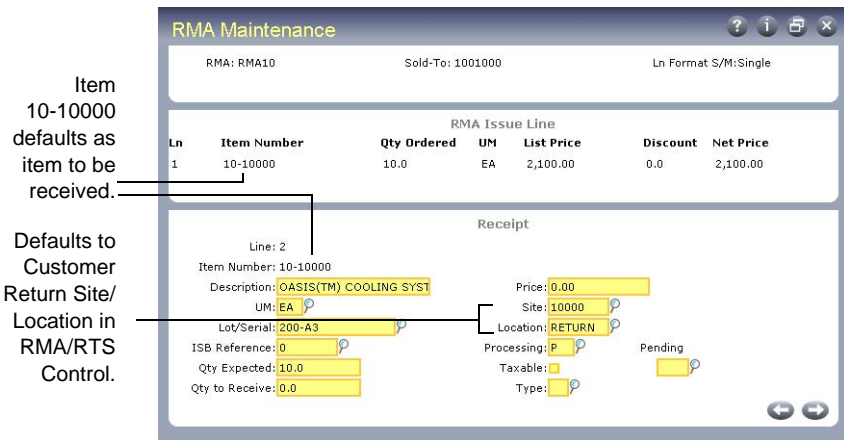 RMA Maintenance
RMA: RMA10 Sold-To: 1001000 Ln Format S/M:Single
RMA Issue Line
Ln Item Number Qty Ordered UM List Price Discount Net Price
1 10-10000 10.0 EA 2,100.00 0.0 2,100.00
Item
10-10000
defaults as
item to be
received.
Receipt
Line: 2
Item Number: 10-10000
Description: OASIS(TM) COOLING SYST Price: 0.00
UM: EA Site: 10000
Lot/Serial: 200-A3 Location: RETURN
ISB Reference: 0 Processing: P Pending
Qty Expected: 10.0 Taxable:
Qty to Receive: 0.0 Type:
Defaults to
Customer
Return Site/
Location in
RMA/RTS
Control.